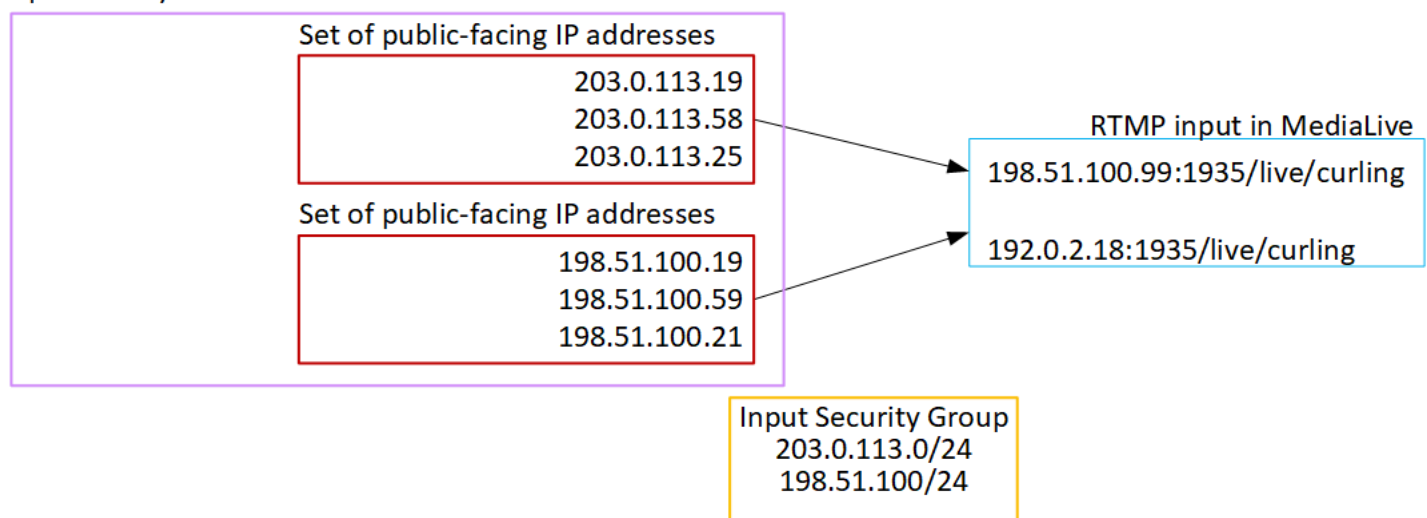 Set of public-facing IP addresses
203.0.113.19
203.0.113.58
203.0.113.25
RTMP input in MediaLive
198.51.100.99:1935/live/curling
192.0.2.18:1935/live/curling
Set of public-facing IP addresses
198.51.100.19
198.51.100.59
198.51.100.21
Input Security Group
203.0.113.0/24
198.51.100/24